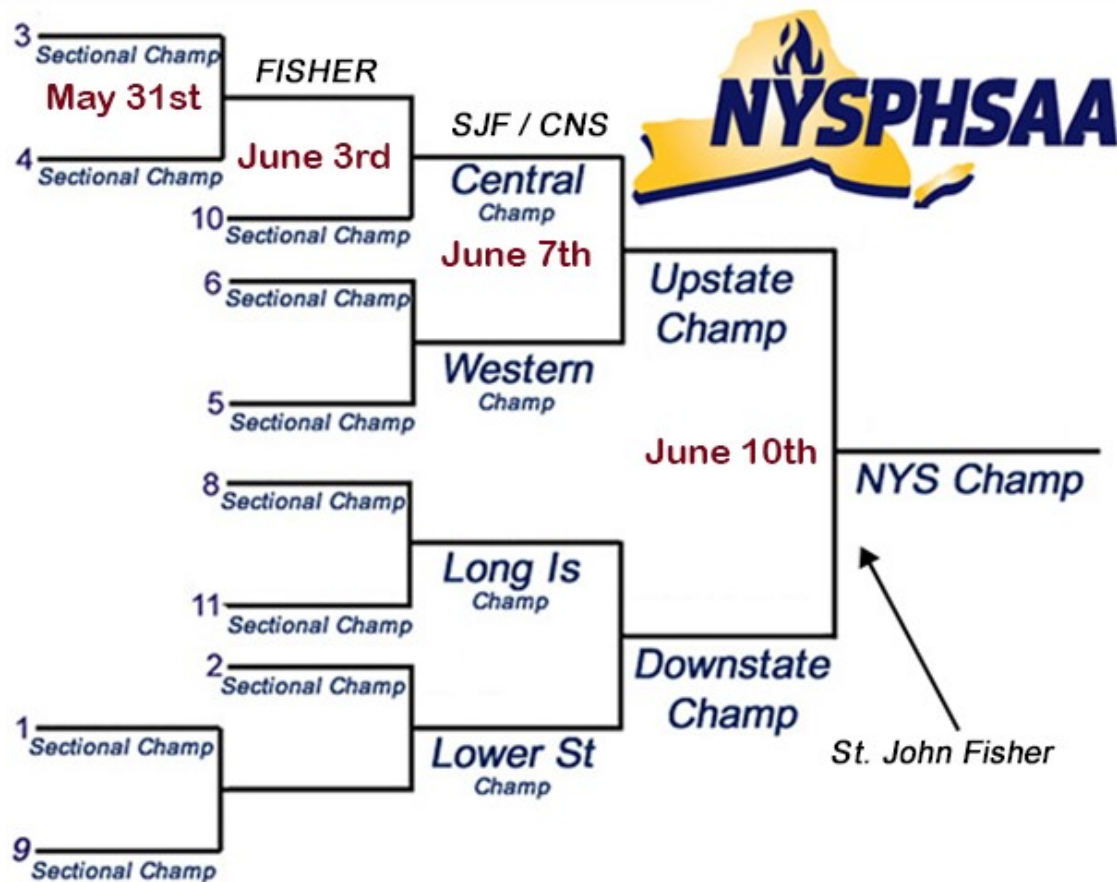 3
Sectional Champ
May 31st
FISHER
NYSPHSAA
4
Sectional Champ
June 3rd
SJF / CNS
Central
Champ
10
Sectional Champ
June 7th
6
Sectional Champ
Upstate
Champ
Western
Champ
5
Sectional Champ
June 10th
NYS Champ
8
Sectional Champ
Long Is
Champ
11
Sectional Champ
2
Sectional Champ
Downstate
Champ
1
Sectional Champ
Lower St
Champ
St. John Fisher
9
Sectional Champ